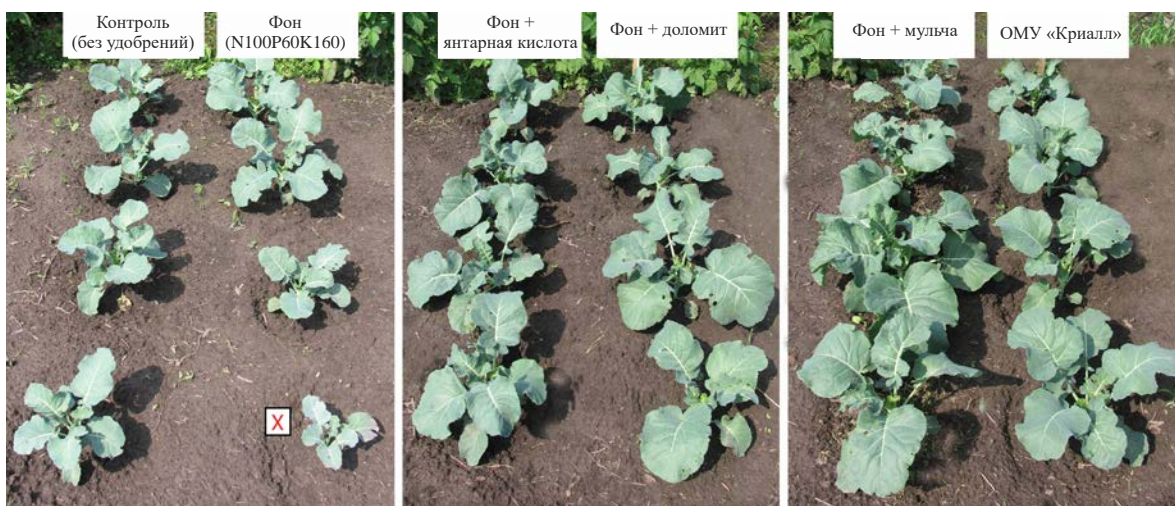 Контроль
(без удобрений)
Фон
(N100P60K160)
Фон +
янтарная кислота
Фон + доломит
Фон + мульча
ОМУ «Криалл»
X